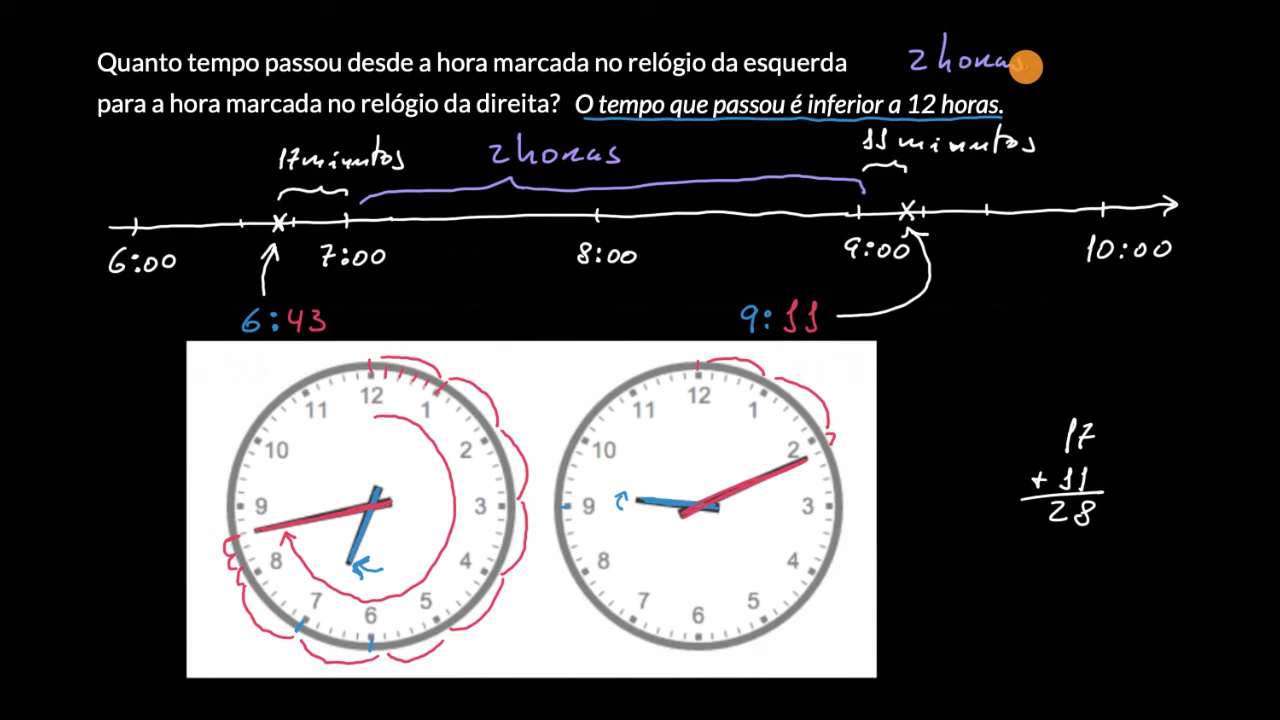 Quanto tempo passou desde a hora marcada no relógio da esquerda 2 horas
para a hora marcada no relógio da direita? O tempo que passou é inferior a 12 horas.
17 minutos 2 horas 11 minutos
6:00 7:00 8:00 9:00 10:00
6:43 9:11
12 1 2 3 4 5 6 7 8 9 10 11
12 1 2 3 4 5 6 7 8 9 10 11
17
+ 11
28